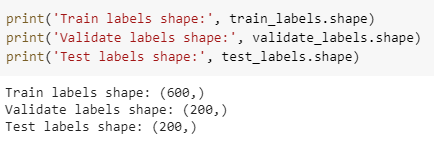 print('Train labels shape:', train_labels.shape)
print('Validate labels shape:', validate_labels.shape)
print('Test labels shape:', test_labels.shape)
Train labels shape: (600,)
Validate labels shape: (200,)
Test labels shape: (200,)